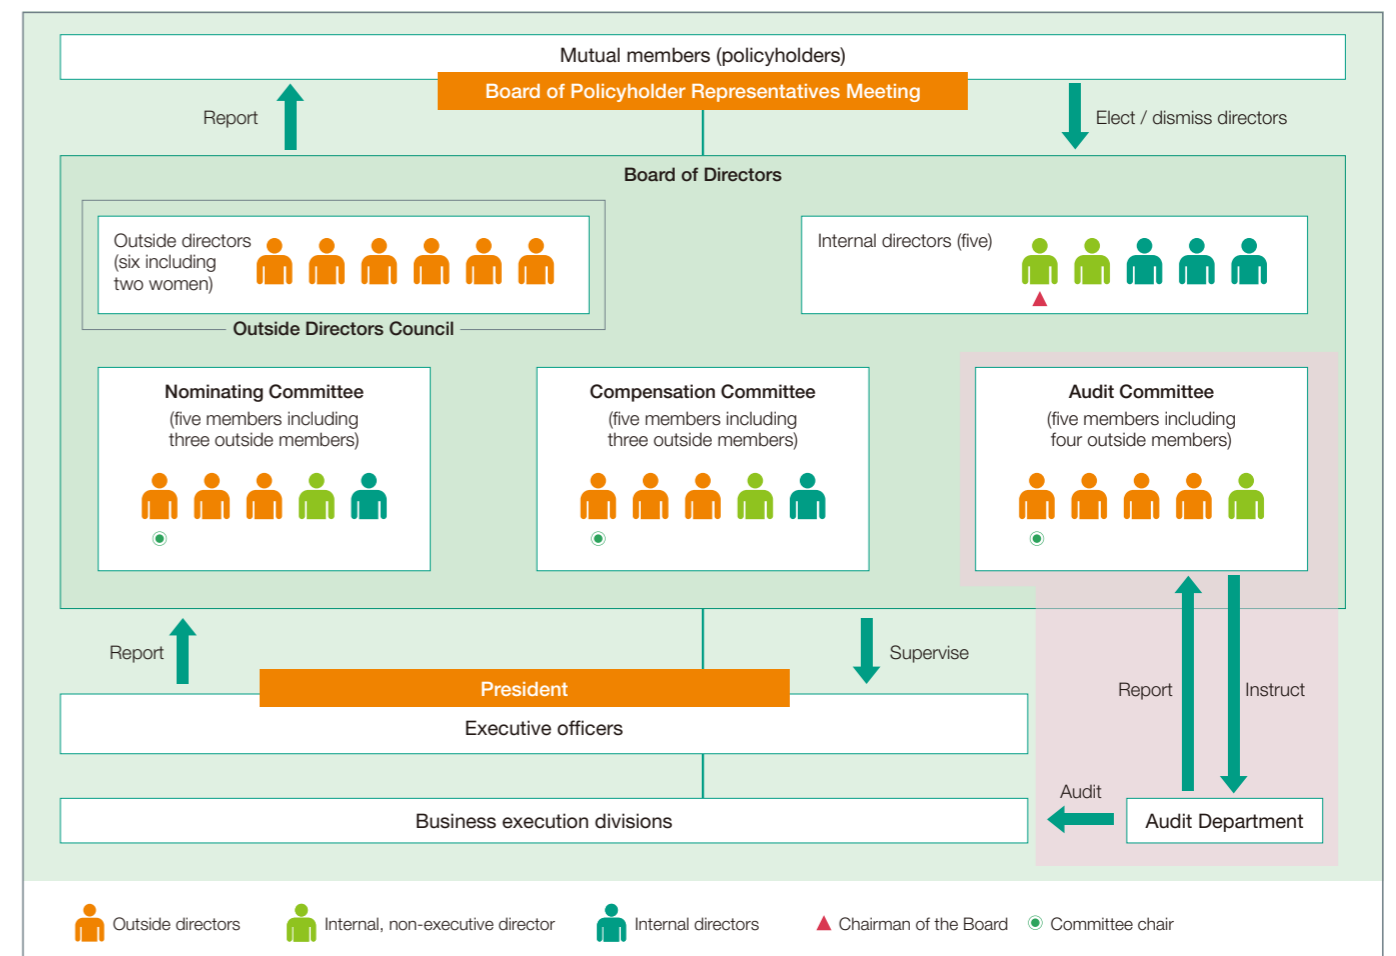 Mutual members (policyholders)
Board of Policyholder Representatives Meeting
Report
Elect / dismiss directors
Board of Directors
Outside directors
(six including
two women)
Internal directors (five)
Outside Directors Council
Nominating Committee
(five members including
three outside members)
Compensation Committee
(five members including
three outside members)
Audit Committee
(five members including
four outside members)
Report
Supervise
President
Executive officers
Report
Instruct
Audit
Business execution divisions
Audit Department
Outside directors
Internal, non-executive director
Internal directors
Chairman of the Board
Committee chair